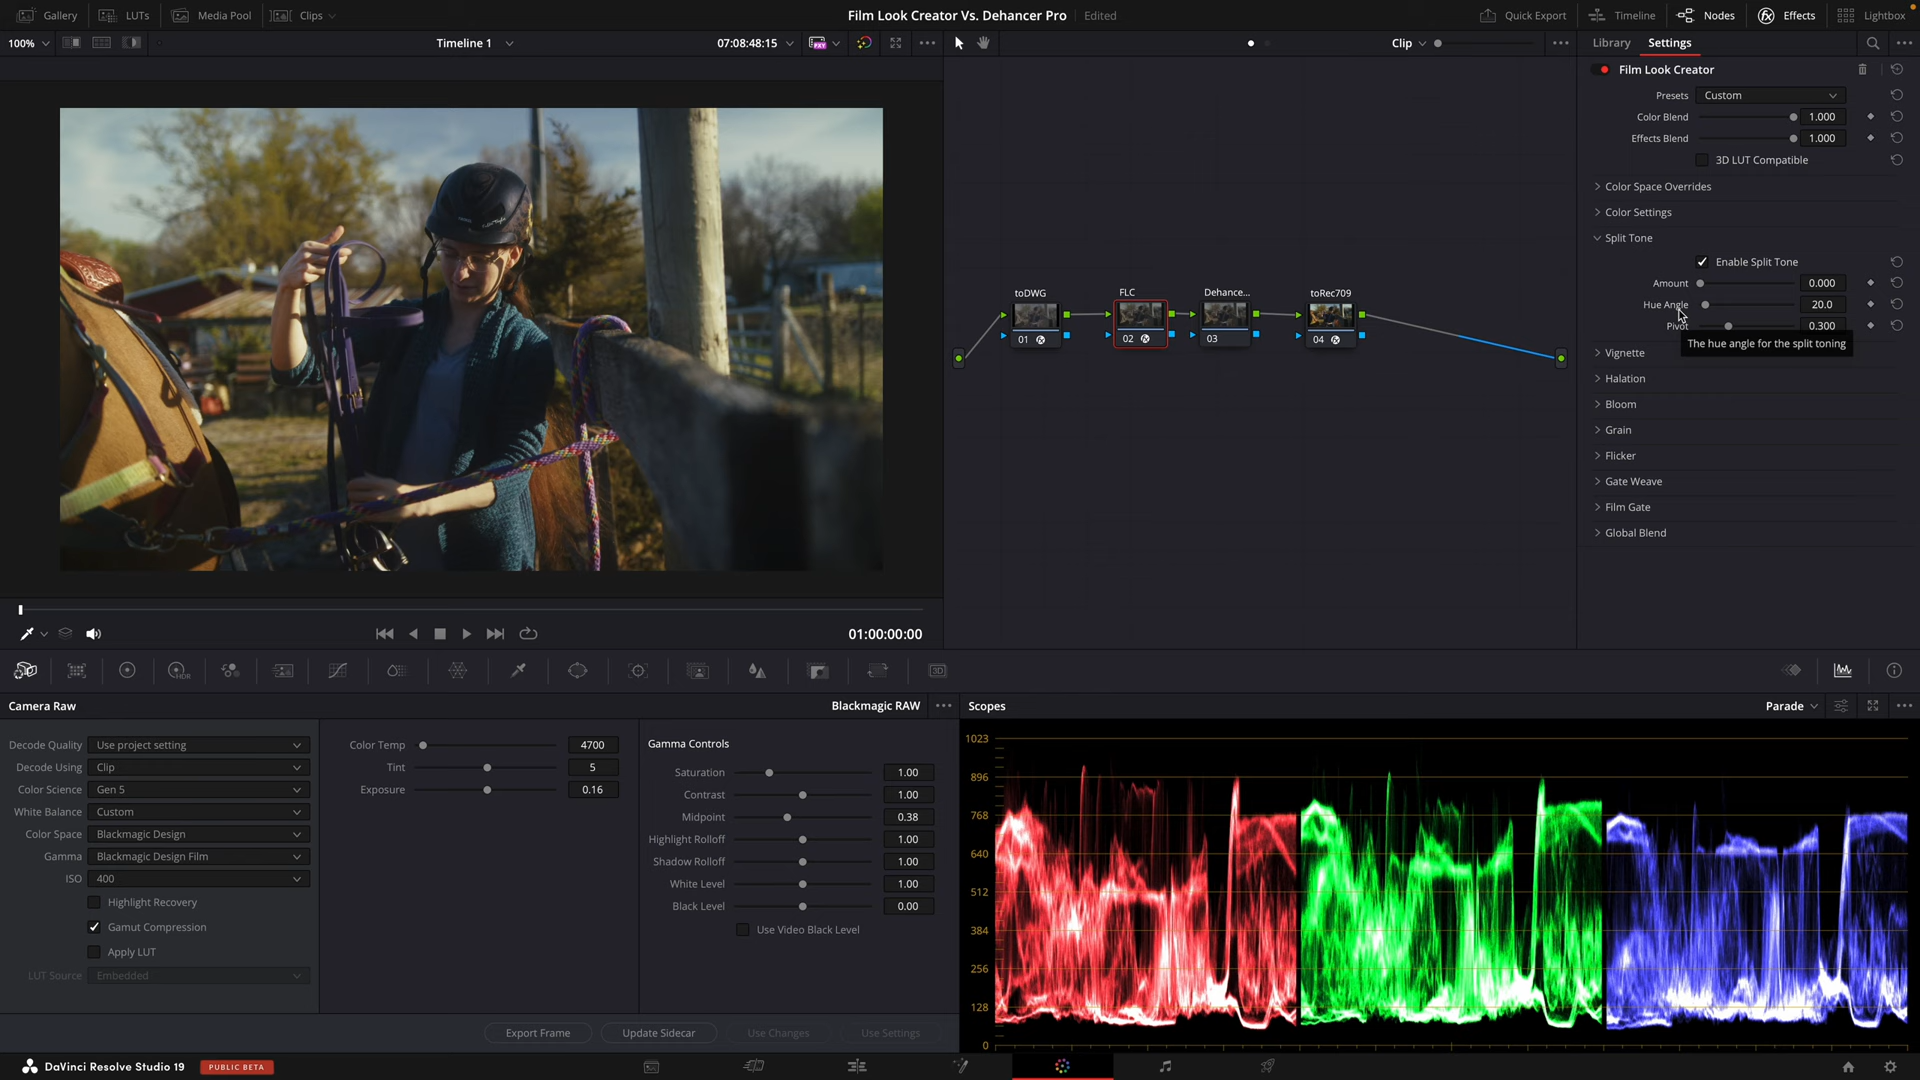 Gallery LUTs Media Pool Clips Film Look Creator Vs. Dehancer Pro Edited Quick Export Timeline Nodes Effects Lightbox
100% Timeline 1 07:08:48:15 PXY Clip Library Settings
Film Look Creator
Presets Custom
Color Blend 1.000
Effects Blend 1.000
3D LUT Compatible
Color Space Overrides
Color Settings
Split Tone
Enable Split Tone
Amount 0.000
Hue Angle 20.0
Pivot 0.300
The hue angle for the split toning
Vignette
Halation
Bloom
Grain
Flicker
Gate Weave
Film Gate
Global Blend
toDWG FLC Dehance... toRec709
01 02 03 04
01:00:00:00
HDR 3D
Camera Raw Blackmagic RAW
Decode Quality Use project setting
Decode Using Clip
Color Science Gen 5
White Balance Custom
Color Space Blackmagic Design
Gamma Blackmagic Design Film
ISO 400
Highlight Recovery
Gamut Compression
Apply LUT
LUT Source Embedded
Color Temp 4700
Tint 5
Exposure 0.16
Gamma Controls
Saturation 1.00
Contrast 1.00
Midpoint 0.38
Highlight Rolloff 1.00
Shadow Rolloff 1.00
White Level 1.00
Black Level 0.00
Use Video Black Level
Export Frame Update Sidecar Use Changes Use Settings
Scopes Parade
1023
896
768
640
512
384
256
128
0
DaVinci Resolve Studio 19 PUBLIC BETA